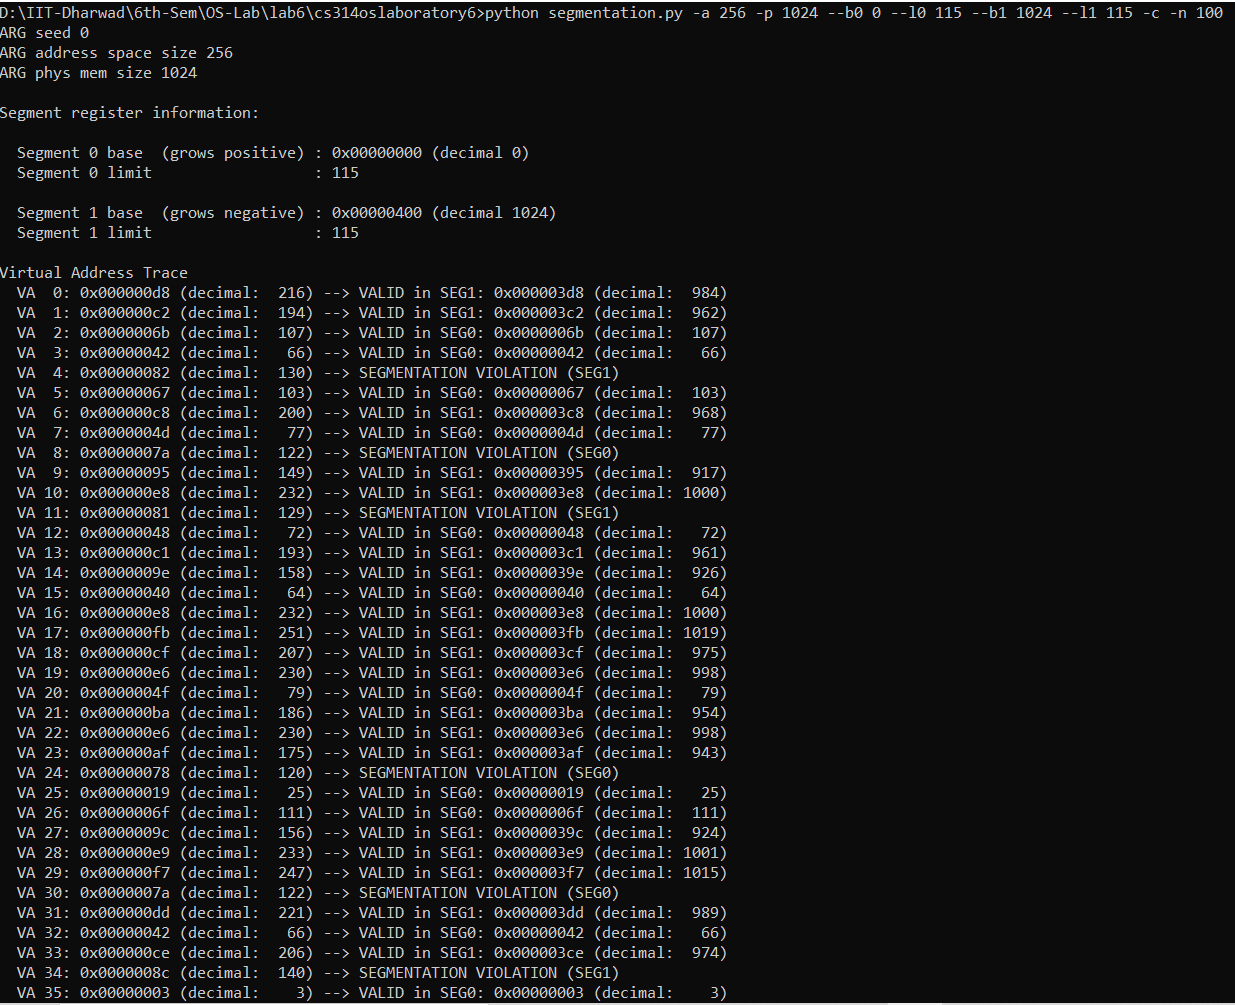 D:\IIT-Dharwad\6th-Sem\OS-Lab\lab6\cs314oslaboratory6>python segmentation.py -a 256 -p 1024 --b0 0 --l0 115 --b1 1024 --l1 115 -c -n 100
ARG seed 0
ARG address space size 256
ARG phys mem size 1024
Segment register information:
  Segment 0 base  (grows positive) : 0x00000000 (decimal 0)
  Segment 0 limit                  : 115
  Segment 1 base  (grows negative) : 0x00000400 (decimal 1024)
  Segment 1 limit                  : 115
Virtual Address Trace
  VA  0: 0x000000d8 (decimal:  216) --> VALID in SEG1: 0x000003d8 (decimal:  984)
  VA  1: 0x000000c2 (decimal:  194) --> VALID in SEG1: 0x000003c2 (decimal:  962)
  VA  2: 0x0000006b (decimal:  107) --> VALID in SEG0: 0x0000006b (decimal:  107)
  VA  3: 0x00000042 (decimal:   66) --> VALID in SEG0: 0x00000042 (decimal:   66)
  VA  4: 0x00000082 (decimal:  130) --> SEGMENTATION VIOLATION (SEG1)
  VA  5: 0x00000067 (decimal:  103) --> VALID in SEG0: 0x00000067 (decimal:  103)
  VA  6: 0x000000c8 (decimal:  200) --> VALID in SEG1: 0x000003c8 (decimal:  968)
  VA  7: 0x0000004d (decimal:   77) --> VALID in SEG0: 0x0000004d (decimal:   77)
  VA  8: 0x0000007a (decimal:  122) --> SEGMENTATION VIOLATION (SEG0)
  VA  9: 0x00000095 (decimal:  149) --> VALID in SEG1: 0x00000395 (decimal:  917)
  VA 10: 0x000000e8 (decimal:  232) --> VALID in SEG1: 0x000003e8 (decimal: 1000)
  VA 11: 0x00000081 (decimal:  129) --> SEGMENTATION VIOLATION (SEG1)
  VA 12: 0x00000048 (decimal:   72) --> VALID in SEG0: 0x00000048 (decimal:   72)
  VA 13: 0x000000c1 (decimal:  193) --> VALID in SEG1: 0x000003c1 (decimal:  961)
  VA 14: 0x0000009e (decimal:  158) --> VALID in SEG1: 0x0000039e (decimal:  926)
  VA 15: 0x00000040 (decimal:   64) --> VALID in SEG0: 0x00000040 (decimal:   64)
  VA 16: 0x000000e8 (decimal:  232) --> VALID in SEG1: 0x000003e8 (decimal: 1000)
  VA 17: 0x000000fb (decimal:  251) --> VALID in SEG1: 0x000003fb (decimal: 1019)
  VA 18: 0x000000cf (decimal:  207) --> VALID in SEG1: 0x000003cf (decimal:  975)
  VA 19: 0x000000e6 (decimal:  230) --> VALID in SEG1: 0x000003e6 (decimal:  998)
  VA 20: 0x0000004f (decimal:   79) --> VALID in SEG0: 0x0000004f (decimal:   79)
  VA 21: 0x000000ba (decimal:  186) --> VALID in SEG1: 0x000003ba (decimal:  954)
  VA 22: 0x000000e6 (decimal:  230) --> VALID in SEG1: 0x000003e6 (decimal:  998)
  VA 23: 0x000000af (decimal:  175) --> VALID in SEG1: 0x000003af (decimal:  943)
  VA 24: 0x00000078 (decimal:  120) --> SEGMENTATION VIOLATION (SEG0)
  VA 25: 0x00000019 (decimal:   25) --> VALID in SEG0: 0x00000019 (decimal:   25)
  VA 26: 0x0000006f (decimal:  111) --> VALID in SEG0: 0x0000006f (decimal:  111)
  VA 27: 0x0000009c (decimal:  156) --> VALID in SEG1: 0x0000039c (decimal:  924)
  VA 28: 0x000000e9 (decimal:  233) --> VALID in SEG1: 0x000003e9 (decimal: 1001)
  VA 29: 0x000000f7 (decimal:  247) --> VALID in SEG1: 0x000003f7 (decimal: 1015)
  VA 30: 0x0000007a (decimal:  122) --> SEGMENTATION VIOLATION (SEG0)
  VA 31: 0x000000dd (decimal:  221) --> VALID in SEG1: 0x000003dd (decimal:  989)
  VA 32: 0x00000042 (decimal:   66) --> VALID in SEG0: 0x00000042 (decimal:   66)
  VA 33: 0x000000ce (decimal:  206) --> VALID in SEG1: 0x000003ce (decimal:  974)
  VA 34: 0x0000008c (decimal:  140) --> SEGMENTATION VIOLATION (SEG1)
  VA 35: 0x00000003 (decimal:    3) --> VALID in SEG0: 0x00000003 (decimal:    3)